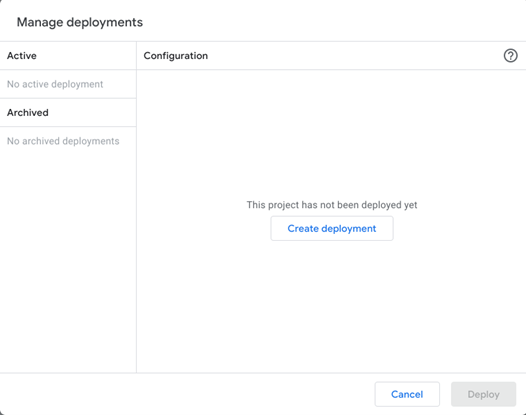 Manage deployments
Active
Configuration
No active deployment
Archived
No archived deployments
This project has not been deployed yet
Create deployment
Cancel
Deploy